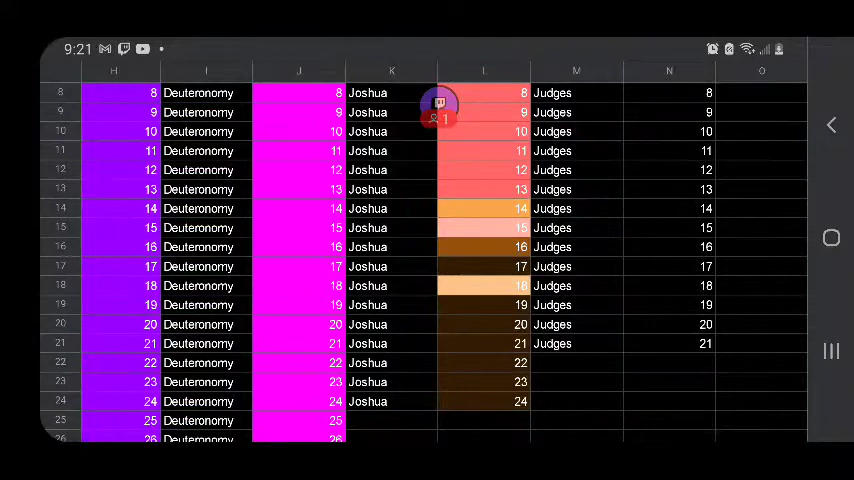 9:21
H I J K L M N O
8 8 Deuteronomy 8 Joshua 8 Judges 8
1
9 9 Deuteronomy 9 Joshua 9 Judges 9
10 10 Deuteronomy 10 Joshua 10 Judges 10
11 11 Deuteronomy 11 Joshua 11 Judges 11
12 12 Deuteronomy 12 Joshua 12 Judges 12
13 13 Deuteronomy 13 Joshua 13 Judges 13
14 14 Deuteronomy 14 Joshua 14 Judges 14
15 15 Deuteronomy 15 Joshua 15 Judges 15
16 16 Deuteronomy 16 Joshua 16 Judges 16
17 17 Deuteronomy 17 Joshua 17 Judges 17
18 18 Deuteronomy 18 Joshua 18 Judges 18
19 19 Deuteronomy 19 Joshua 19 Judges 19
20 20 Deuteronomy 20 Joshua 20 Judges 20
21 21 Deuteronomy 21 Joshua 21 Judges 21
22 22 Deuteronomy 22 Joshua 22
23 23 Deuteronomy 23 Joshua 23
24 24 Deuteronomy 24 Joshua 24
25 25 Deuteronomy 25
26 26 Deuteronomy 26